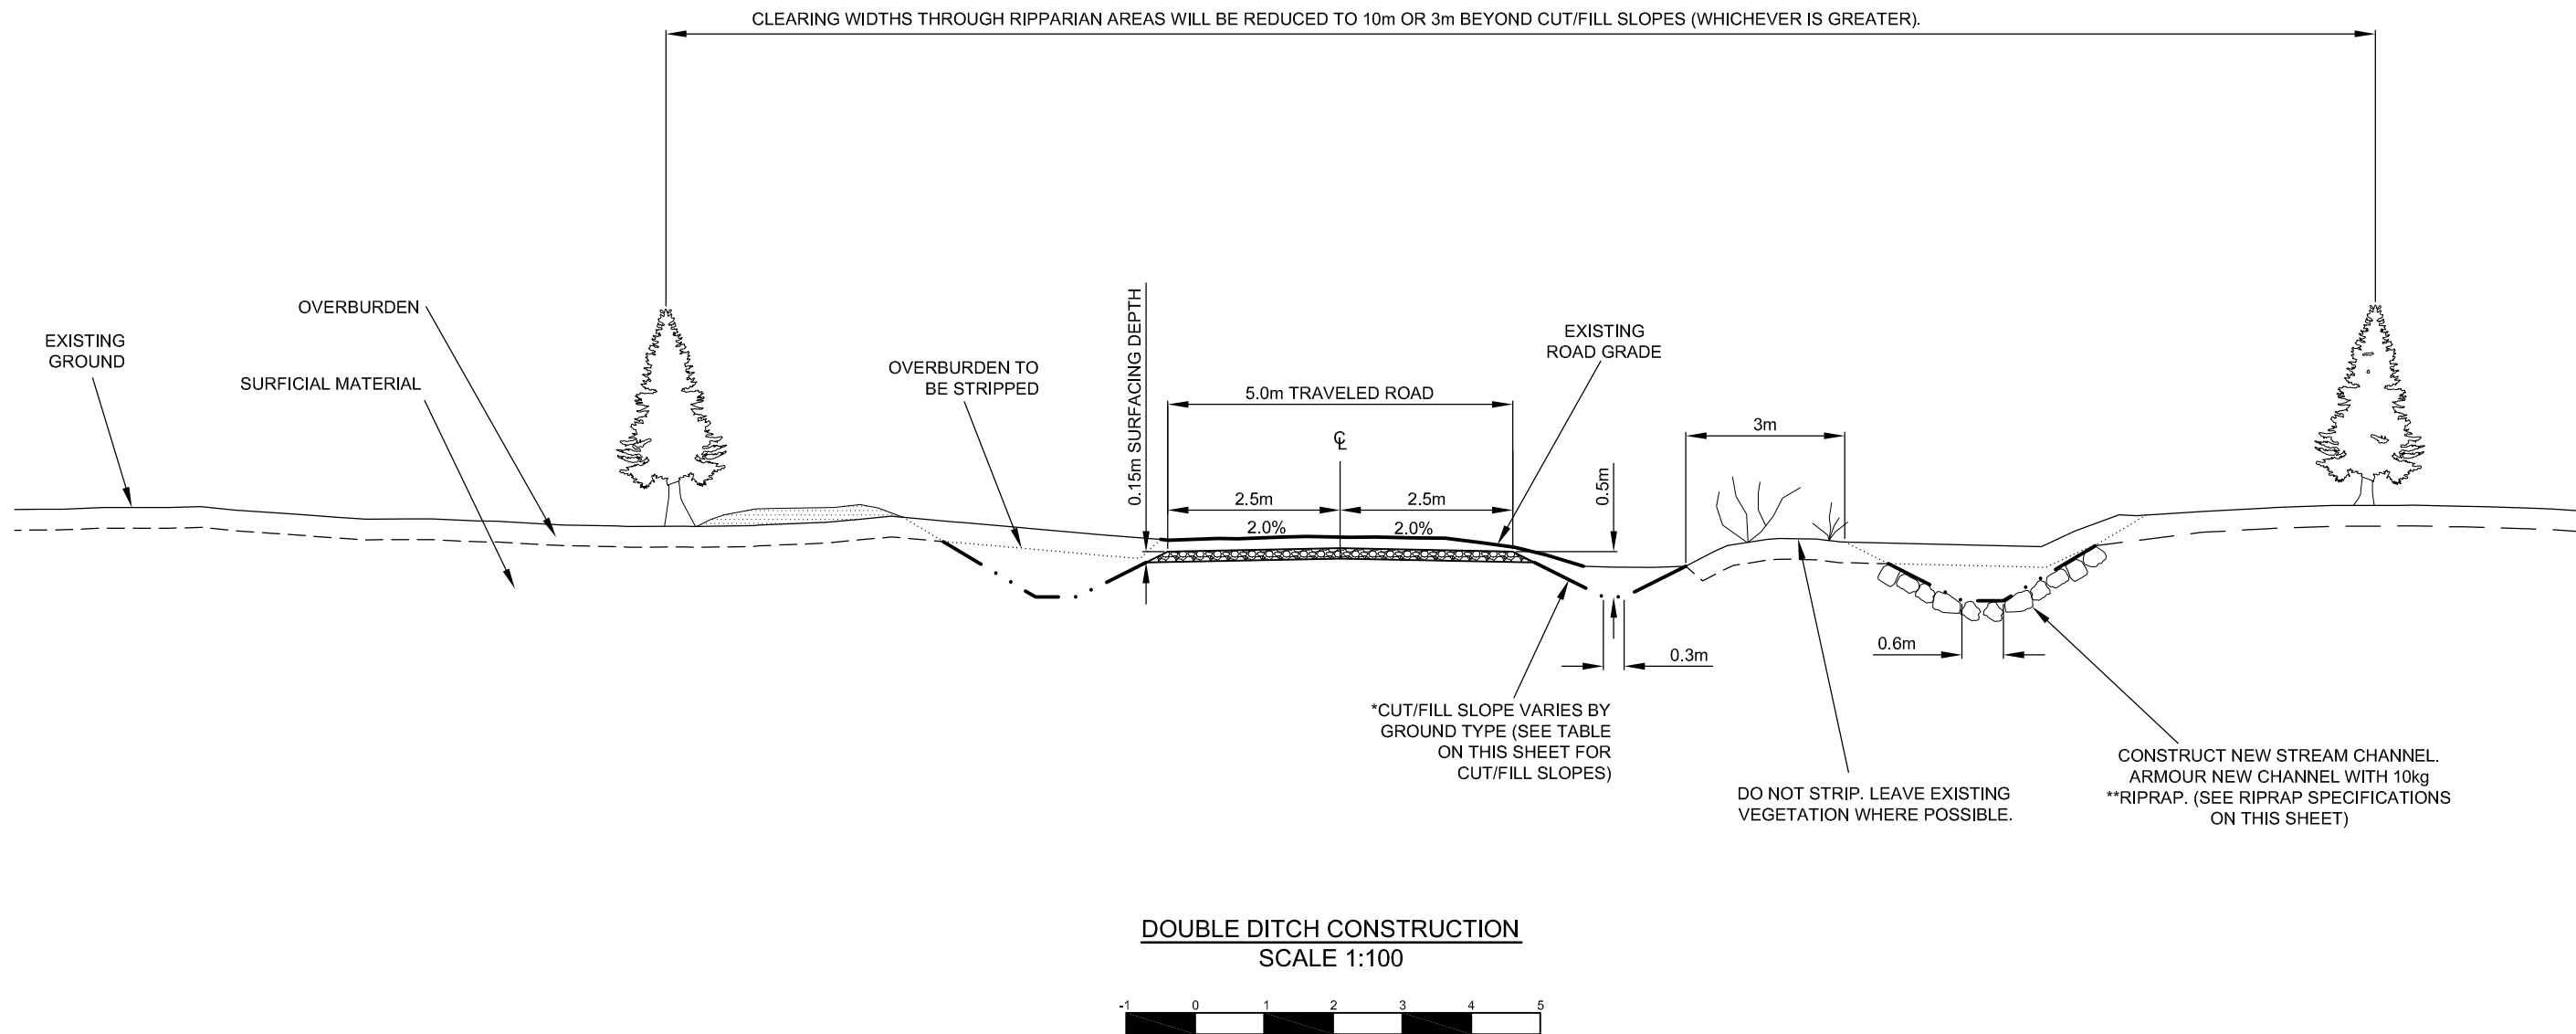 CLEARING WIDTHS THROUGH RIPPARIAN AREAS WILL BE REDUCED TO 10m OR 3m BEYOND CUT/FILL SLOPES (WHICHEVER IS GREATER).
OVERBURDEN
EXISTING
GROUND
SURFICIAL MATERIAL
OVERBURDEN TO
BE STRIPPED
0.15m SURFACING DEPTH
5.0m TRAVELED ROAD
EXISTING
ROAD GRADE
℄
2.5m
2.5m
2.0%
2.0%
0.5m
3m
0.3m
0.6m
*CUT/FILL SLOPE VARIES BY
GROUND TYPE (SEE TABLE
ON THIS SHEET FOR
CUT/FILL SLOPES)
DO NOT STRIP. LEAVE EXISTING
VEGETATION WHERE POSSIBLE.
CONSTRUCT NEW STREAM CHANNEL.
ARMOUR NEW CHANNEL WITH 10kg
**RIPRAP. (SEE RIPRAP SPECIFICATIONS
ON THIS SHEET)
DOUBLE DITCH CONSTRUCTION
SCALE 1:100
-1 0 1 2 3 4 5